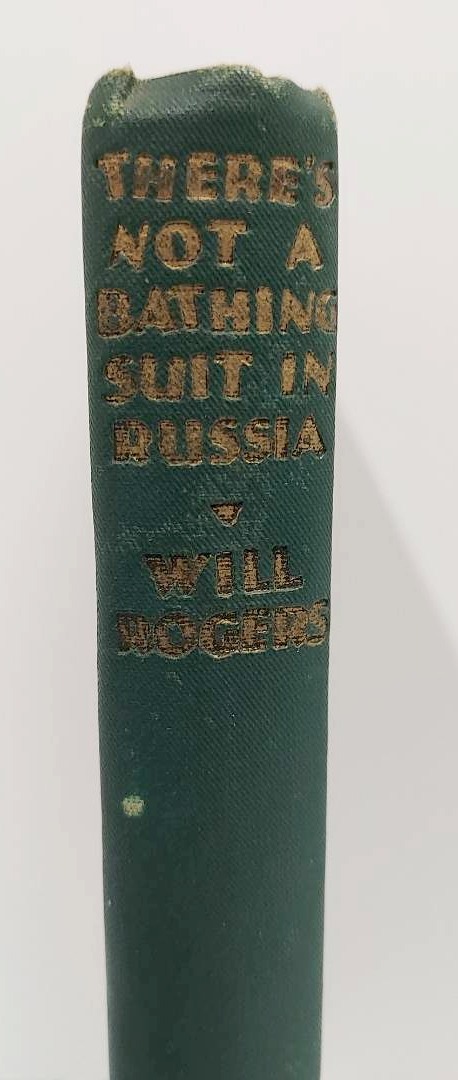 THERE'S
NOT A
BATHING
SUIT IN
RUSSIA
WILL
ROGERS